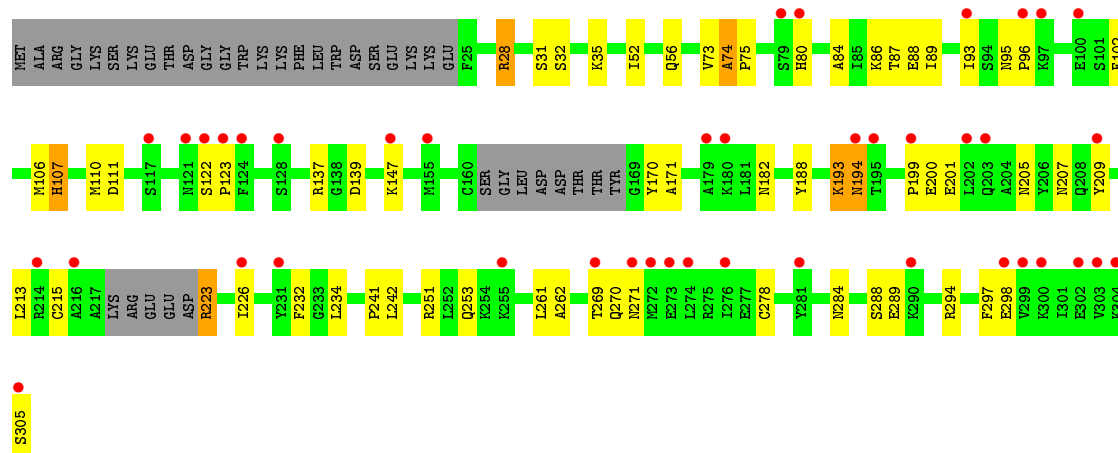 MET ALA ARG GLY LYS SER LYS GLU THR ASP GLY GLY TRP LYS LYS PHE LEU TRP ASP SER GLU LYS LYS GLU F25 R28 S31 S32 K35 I52 Q56 V73 A74 P75 S79 H80 A84 I85 K86 T87 E88 I89 I93 S94 N95 P96 K97 E100 S101
M106 H107 M110 D111 S117 N121 S122 P123 F124 S128 R137 G138 D139 K147 M155 C160 SER GLY LEU ASP ASP THR THR TYR G169 Y170 A171 A179 K180 L181 N182 Y188 K193 N194 T195 P199 E200 E201 L202 Q203 A204 N205 Y206 N207 Q208 Y209
L213 R214 C215 A216 A217 LYS ARG GLU GLU ASP R223 I226 Y231 F232 G233 L234 P241 L242 R251 L252 Q253 K254 K255 L261 A262 T269 Q270 N271 M272 E273 L274 R275 I276 E277 C278 Y281 N284 S288 E289 K290 R294 F297 E298 V299 K300 I301 E302 V303
S305